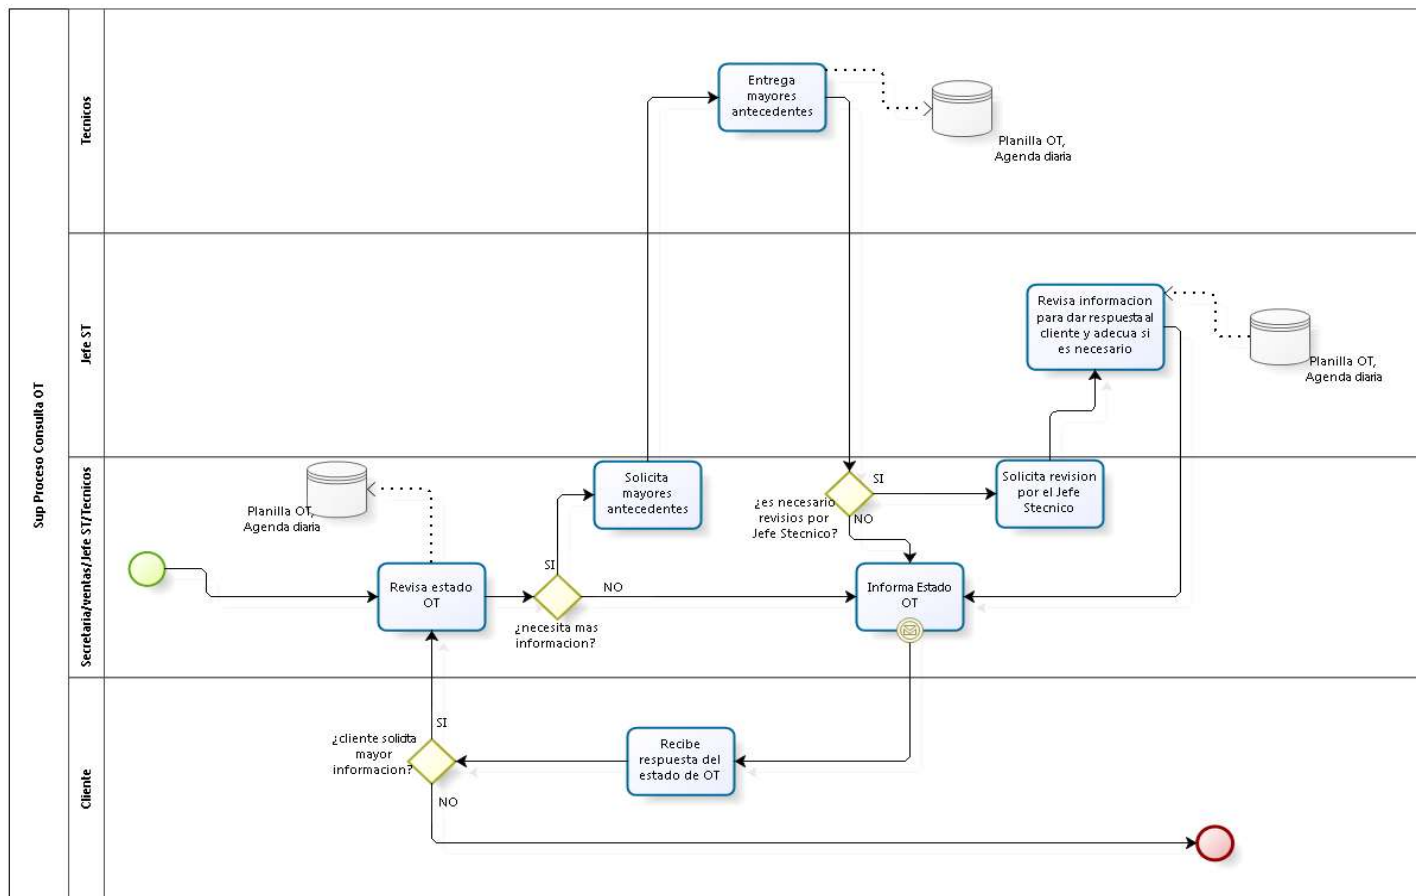 Sup Proceso Consulta OT
Tecnicos
Entrega
mayores
antecedentes
Planilla OT,
Agenda diaria
Jefe ST
Revisa informacion
para dar respuesta al
cliente y adecua si
es necesario
Planilla OT,
Agenda diaria
Secretaria/ventas/Jefe ST/Tecnicos
Planilla OT,
Agenda diaria
Revisa estado
OT
SI
NO
¿necesita mas
informacion?
Solicita
mayores
antecedentes
¿es necesario
revisios por
Jefe Stecnico?
SI
NO
Solicita revision
por el Jefe
Stecnico
Informa Estado
OT
Cliente
SI
¿cliente solicita
mayor
informacion?
NO
Recibe
respuesta del
estado de OT